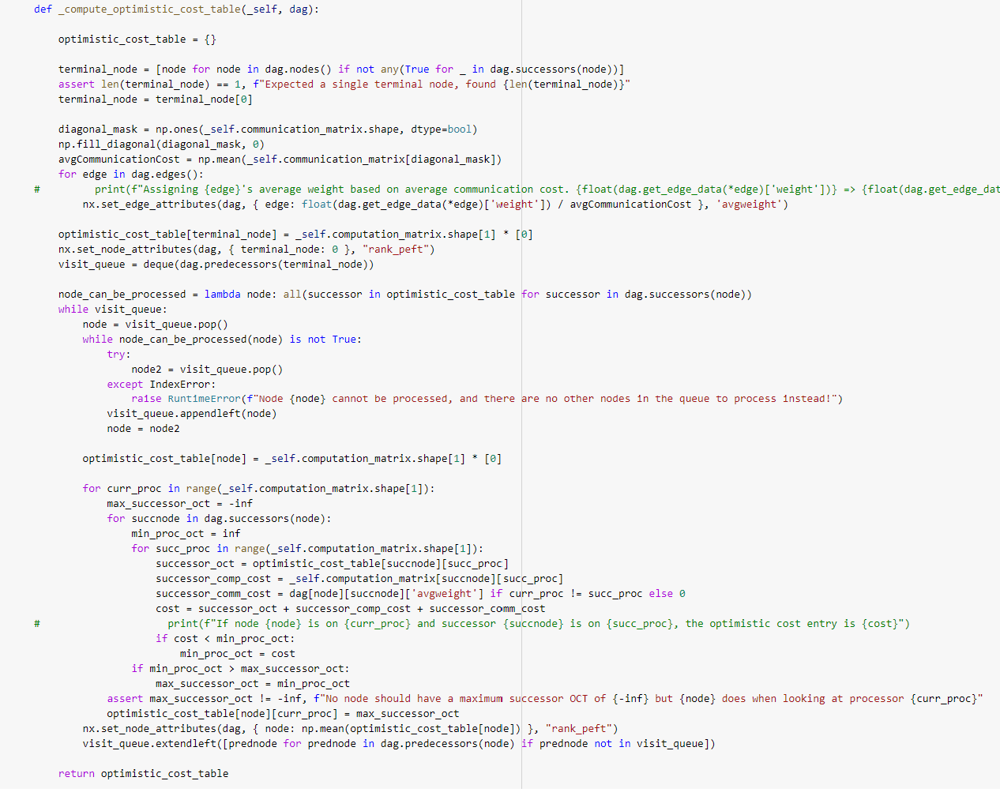 def _compute_optimistic_cost_table(_self, dag):
optimistic_cost_table = {}
terminal_node = [node for node in dag.nodes() if not any(True for _ in dag.successors(node))]
assert len(terminal_node) == 1, f"Expected a single terminal node, found {len(terminal_node)}"
terminal_node = terminal_node[0]
diagonal_mask = np.ones(_self.communication_matrix.shape, dtype=bool)
np.fill_diagonal(diagonal_mask, 0)
avgCommunicationCost = np.mean(_self.communication_matrix[diagonal_mask])
for edge in dag.edges():
# print(f"Assigning {edge}'s average weight based on average communication cost. {float(dag.get_edge_data(*edge)['weight'])} => {float(dag.get_edge_dat
nx.set_edge_attributes(dag, { edge: float(dag.get_edge_data(*edge)['weight']) / avgCommunicationCost }, 'avgweight')
optimistic_cost_table[terminal_node] = _self.computation_matrix.shape[1] * [0]
nx.set_node_attributes(dag, { terminal_node: 0 }, "rank_peft")
visit_queue = deque(dag.predecessors(terminal_node))
node_can_be_processed = lambda node: all(successor in optimistic_cost_table for successor in dag.successors(node))
while visit_queue:
node = visit_queue.pop()
while node_can_be_processed(node) is not True:
try:
node2 = visit_queue.pop()
except IndexError:
raise RuntimeError(f"Node {node} cannot be processed, and there are no other nodes in the queue to process instead!")
visit_queue.appendleft(node)
node = node2
optimistic_cost_table[node] = _self.computation_matrix.shape[1] * [0]
for curr_proc in range(_self.computation_matrix.shape[1]):
max_successor_oct = -inf
for succnode in dag.successors(node):
min_proc_oct = inf
for succ_proc in range(_self.computation_matrix.shape[1]):
successor_oct = optimistic_cost_table[succnode][succ_proc]
successor_comp_cost = _self.computation_matrix[succnode][succ_proc]
successor_comm_cost = dag[node][succnode]['avgweight'] if curr_proc != succ_proc else 0
cost = successor_oct + successor_comp_cost + successor_comm_cost
# print(f"If node {node} is on {curr_proc} and successor {succnode} is on {succ_proc}, the optimistic cost entry is {cost}")
if cost < min_proc_oct:
min_proc_oct = cost
if min_proc_oct > max_successor_oct:
max_successor_oct = min_proc_oct
assert max_successor_oct != -inf, f"No node should have a maximum successor OCT of {-inf} but {node} does when looking at processor {curr_proc}"
optimistic_cost_table[node][curr_proc] = max_successor_oct
nx.set_node_attributes(dag, { node: np.mean(optimistic_cost_table[node]) }, "rank_peft")
visit_queue.extendleft([prednode for prednode in dag.predecessors(node) if prednode not in visit_queue])
return optimistic_cost_table